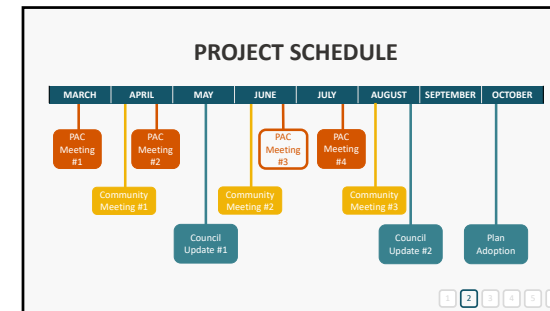 PROJECT SCHEDULE
MARCH APRIL MAY JUNE JULY AUGUST SEPTEMBER OCTOBER
PAC
Meeting
#1
PAC
Meeting
#2
PAC
Meeting
#3
PAC
Meeting
#4
Community
Meeting #1
Community
Meeting #2
Community
Meeting #3
Council
Update #1
Council
Update #2
Plan
Adoption
1 2 3 4 5